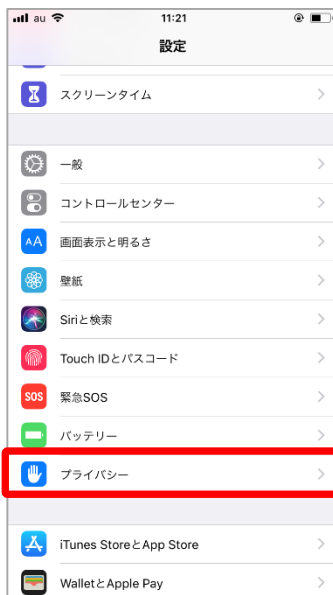 au 11:21
設定
スクリーンタイム
一般
コントロールセンター
AA 画面表示と明るさ
壁紙
Siriと検索
Touch IDとパスコード
SOS 緊急SOS
バッテリー
プライバシー
iTunes StoreとApp Store
WalletとApple Pay